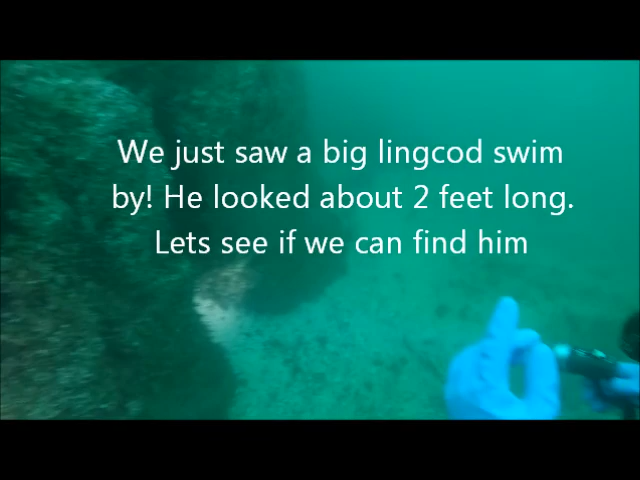 We just saw a big lingcod swim
by! He looked about 2 feet long.
Lets see if we can find him